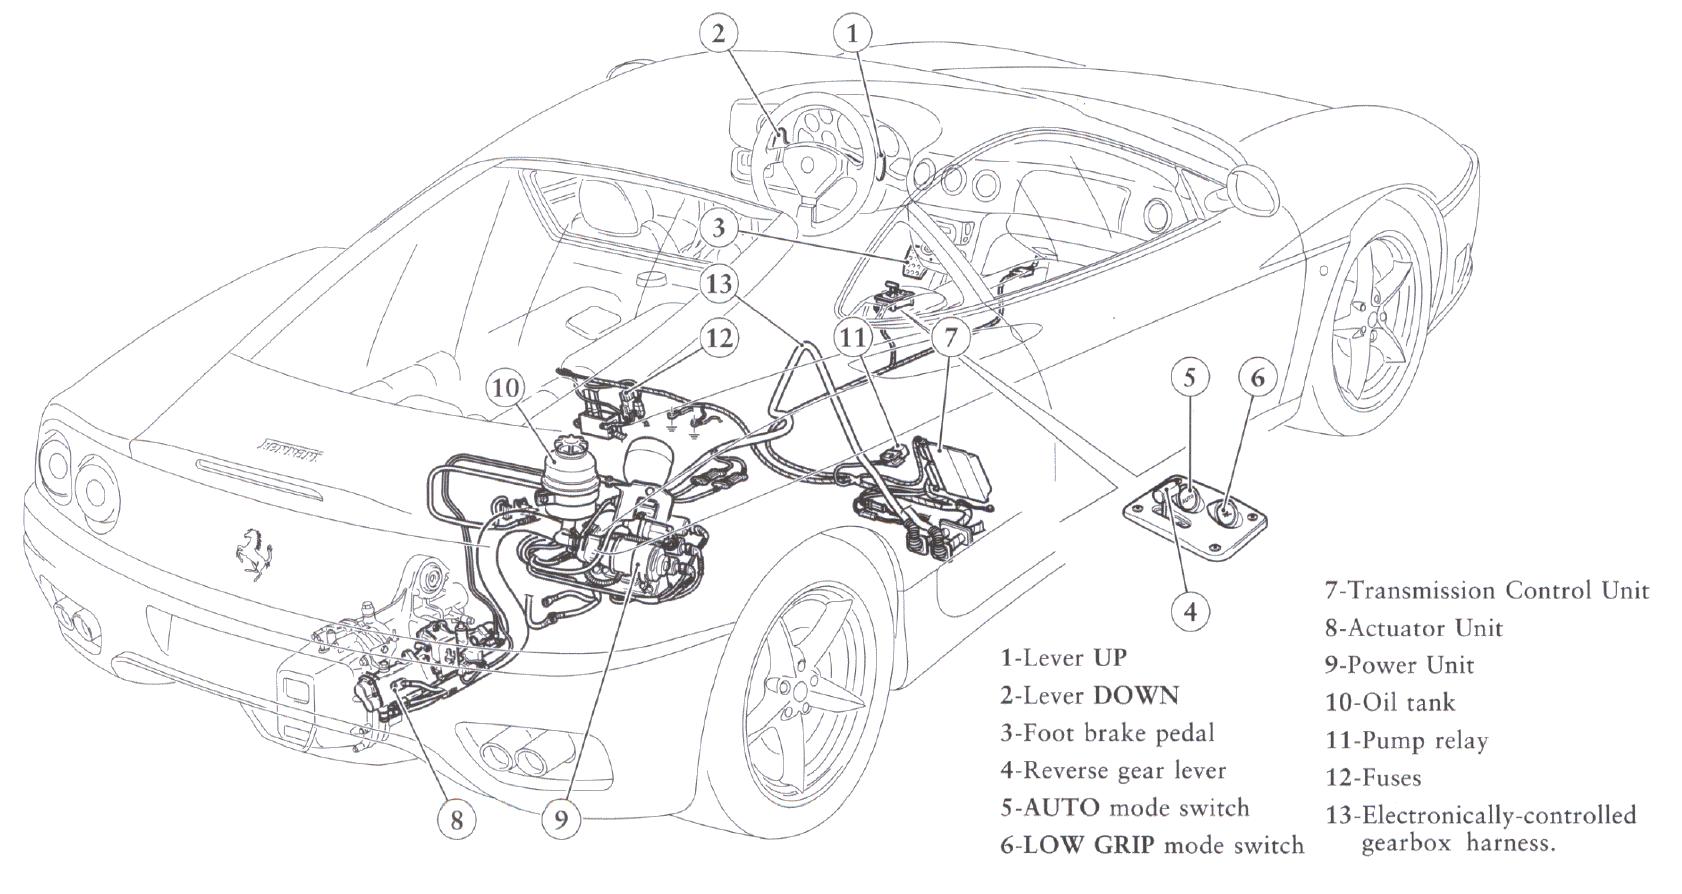 2
1
3
13
12
11
7
10
5
6
Ferrari
AUTO
4
8
9
1-Lever UP
2-Lever DOWN
3-Foot brake pedal
4-Reverse gear lever
5-AUTO mode switch
6-LOW GRIP mode switch
7-Transmission Control Unit
8-Actuator Unit
9-Power Unit
10-Oil tank
11-Pump relay
12-Fuses
13-Electronically-controlled
gearbox harness.